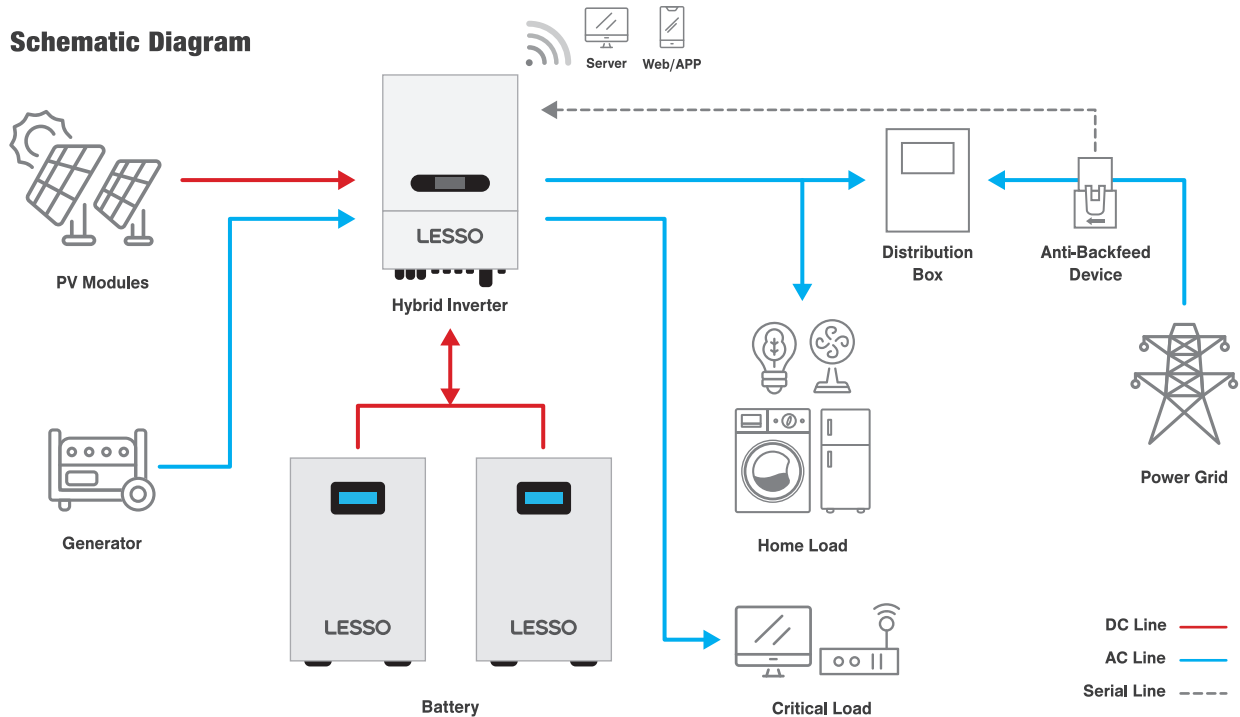 Schematic Diagram
Server
Web/APP
LESSO
PV Modules
Hybrid Inverter
Distribution
Box
Anti-Backfeed
Device
Generator
Home Load
Power Grid
LESSO
LESSO
Battery
Critical Load
DC Line
AC Line
Serial Line